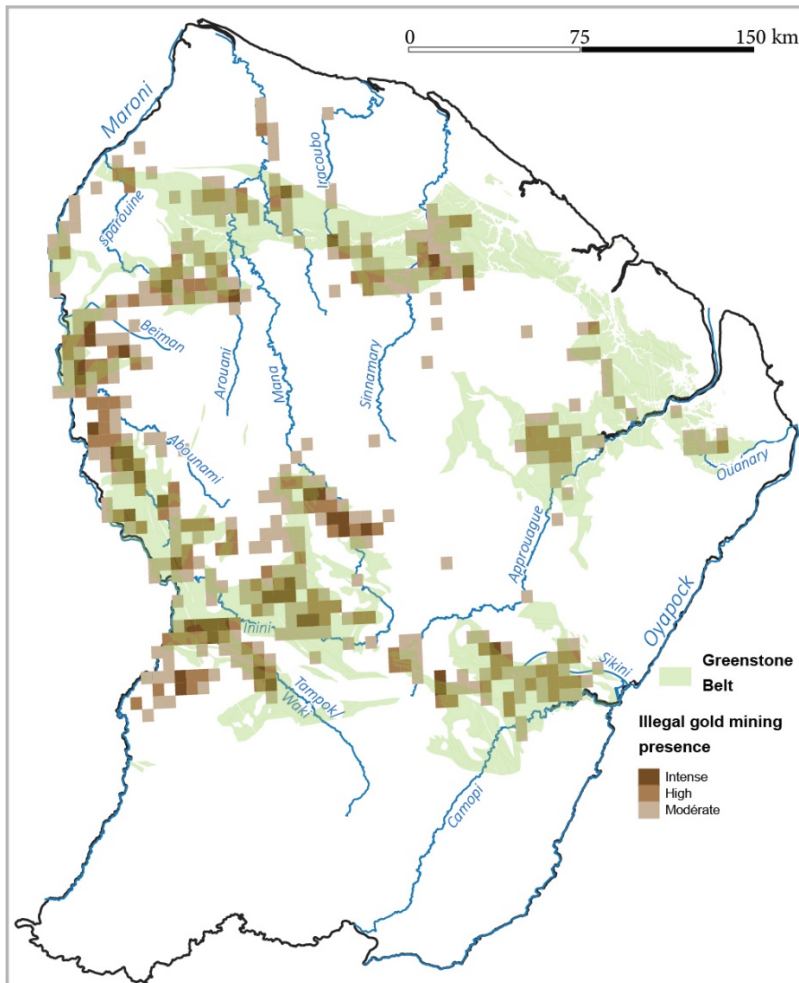 0 75 150 km
Maroni
Iracoubo
Sparouine
Beïman
Arouani
Mana
Sinnamary
Abounami
Ouanary
Approuague
Oyapock
Inini
Sikini
Tampok/
Waki
Camopi
Greenstone
Belt
Illegal gold mining
presence
Intense
High
Modérate